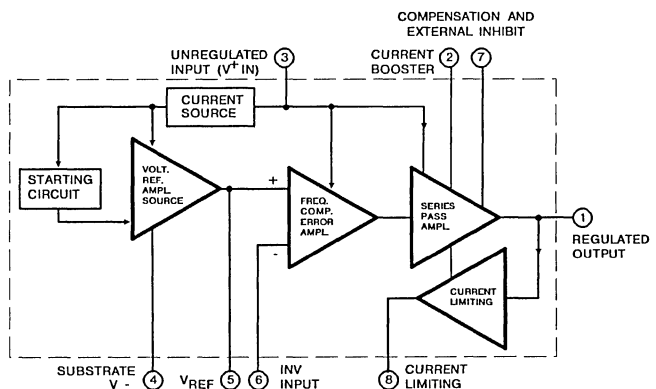 COMPENSATION AND
EXTERNAL INHIBIT
UNREGULATED
INPUT (V+ IN)
3
CURRENT
BOOSTER
2
7
CURRENT
SOURCE
STARTING
CIRCUIT
VOLT.
REF.
AMPL.
SOURCE
+
-
FREQ.
COMP.
ERROR
AMPL.
SERIES
PASS
AMPL.
1
REGULATED
OUTPUT
CURRENT
LIMITING
SUBSTRATE
V -
4
VREF
5
6
INV
INPUT
8
CURRENT
LIMITING